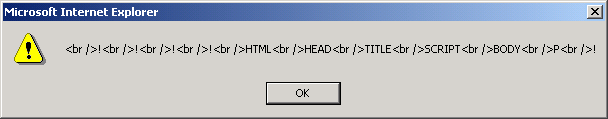 Microsoft Internet Explorer
<br />!<br />!<br />!<br />!<br />HTML<br />HEAD<br />TITLE<br />SCRIPT<br />BODY<br />P<br />!
OK